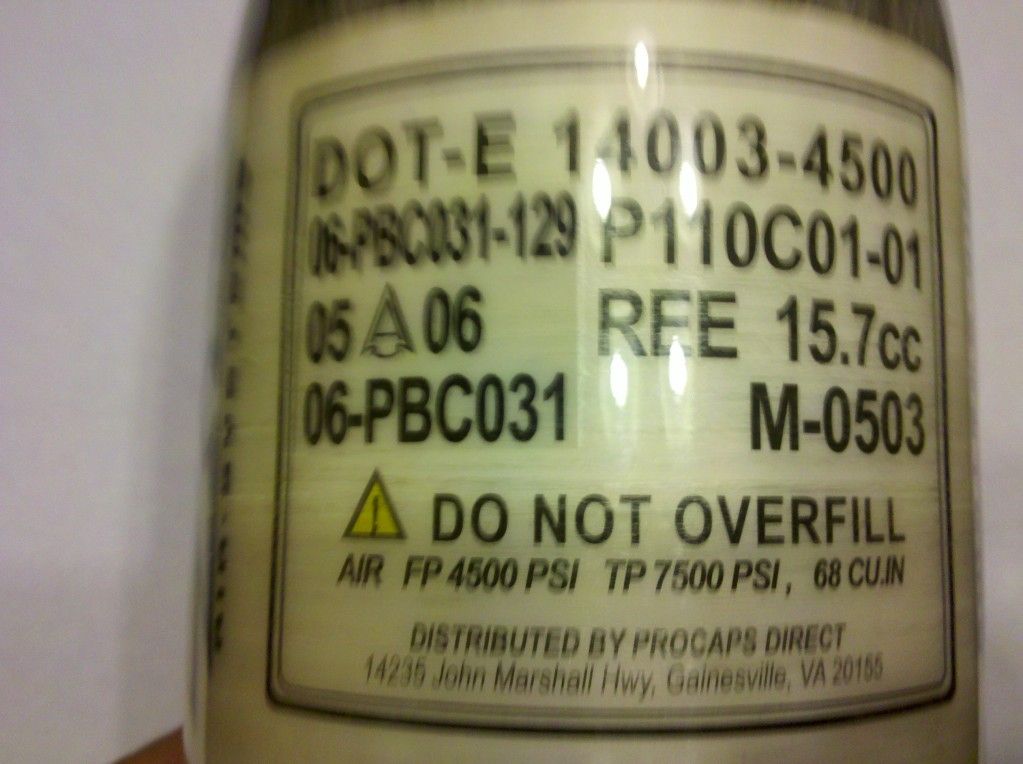 DOT-E 14003-4500
06-PBC031-129 P110C01-01
05 A 06 REE 15.7cc
06-PBC031 M-0503
DO NOT OVERFILL
AIR FP 4500 PSI TP 7500 PSI, 68 CU.IN
DISTRIBUTED BY PROCAPS DIRECT
14235 John Marshall Hwy, Gainesville, VA 20155